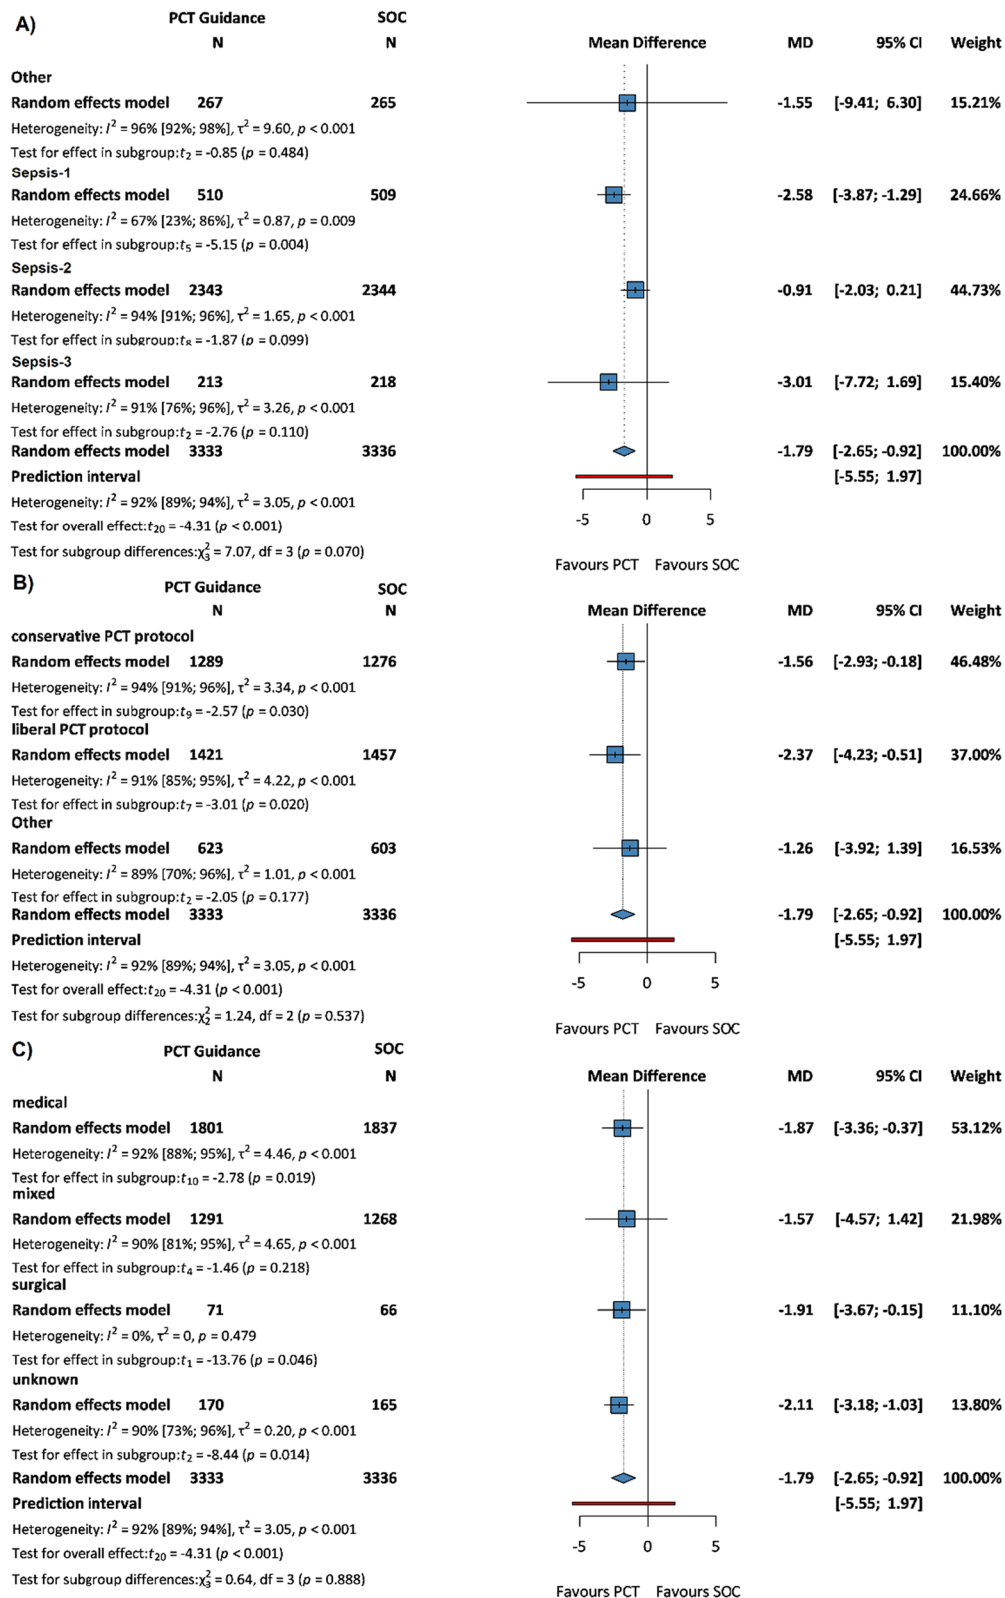 A) PCT Guidance SOC
N N Mean Difference MD 95% CI Weight
Other
Random effects model 267 265 -1.55 [-9.41; 6.30] 15.21%
Heterogeneity: I² = 96% [92%; 98%], τ² = 9.60, p < 0.001
Test for effect in subgroup: t₂ = -0.85 (p = 0.484)
Sepsis-1
Random effects model 510 509 -2.58 [-3.87; -1.29] 24.66%
Heterogeneity: I² = 67% [23%; 86%], τ² = 0.87, p = 0.009
Test for effect in subgroup: t₅ = -5.15 (p = 0.004)
Sepsis-2
Random effects model 2343 2344 -0.91 [-2.03; 0.21] 44.73%
Heterogeneity: I² = 94% [91%; 96%], τ² = 1.65, p < 0.001
Test for effect in subgroup: t₈ = -1.87 (p = 0.099)
Sepsis-3
Random effects model 213 218 -3.01 [-7.72; 1.69] 15.40%
Heterogeneity: I² = 91% [76%; 96%], τ² = 3.26, p < 0.001
Test for effect in subgroup: t₂ = -2.76 (p = 0.110)
Random effects model 3333 3336 -1.79 [-2.65; -0.92] 100.00%
Prediction interval [-5.55; 1.97]
Heterogeneity: I² = 92% [89%; 94%], τ² = 3.05, p < 0.001
-5 0 5
Test for overall effect: t₂₀ = -4.31 (p < 0.001)
Test for subgroup differences: χ²₃ = 7.07, df = 3 (p = 0.070)
Favours PCT Favours SOC
B) PCT Guidance SOC
N N Mean Difference MD 95% CI Weight
conservative PCT protocol
Random effects model 1289 1276 -1.56 [-2.93; -0.18] 46.48%
Heterogeneity: I² = 94% [91%; 96%], τ² = 3.34, p < 0.001
Test for effect in subgroup: t₉ = -2.57 (p = 0.030)
liberal PCT protocol
Random effects model 1421 1457 -2.37 [-4.23; -0.51] 37.00%
Heterogeneity: I² = 91% [85%; 95%], τ² = 4.22, p < 0.001
Test for effect in subgroup: t₇ = -3.01 (p = 0.020)
Other
Random effects model 623 603 -1.26 [-3.92; 1.39] 16.53%
Heterogeneity: I² = 89% [70%; 96%], τ² = 1.01, p < 0.001
Test for effect in subgroup: t₂ = -2.05 (p = 0.177)
Random effects model 3333 3336 -1.79 [-2.65; -0.92] 100.00%
Prediction interval [-5.55; 1.97]
Heterogeneity: I² = 92% [89%; 94%], τ² = 3.05, p < 0.001
-5 0 5
Test for overall effect: t₂₀ = -4.31 (p < 0.001)
Test for subgroup differences: χ²₂ = 1.24, df = 2 (p = 0.537)
Favours PCT Favours SOC
C) PCT Guidance SOC
N N Mean Difference MD 95% CI Weight
medical
Random effects model 1801 1837 -1.87 [-3.36; -0.37] 53.12%
Heterogeneity: I² = 92% [88%; 95%], τ² = 4.46, p < 0.001
Test for effect in subgroup: t₁₀ = -2.78 (p = 0.019)
mixed
Random effects model 1291 1268 -1.57 [-4.57; 1.42] 21.98%
Heterogeneity: I² = 90% [81%; 95%], τ² = 4.65, p < 0.001
Test for effect in subgroup: t₄ = -1.46 (p = 0.218)
surgical
Random effects model 71 66 -1.91 [-3.67; -0.15] 11.10%
Heterogeneity: I² = 0%, τ² = 0, p = 0.479
Test for effect in subgroup: t₁ = -13.76 (p = 0.046)
unknown
Random effects model 170 165 -2.11 [-3.18; -1.03] 13.80%
Heterogeneity: I² = 90% [73%; 96%], τ² = 0.20, p < 0.001
Test for effect in subgroup: t₂ = -8.44 (p = 0.014)
Random effects model 3333 3336 -1.79 [-2.65; -0.92] 100.00%
Prediction interval [-5.55; 1.97]
Heterogeneity: I² = 92% [89%; 94%], τ² = 3.05, p < 0.001
-5 0 5
Test for overall effect: t₂₀ = -4.31 (p < 0.001)
Test for subgroup differences: χ²₃ = 0.64, df = 3 (p = 0.888)
Favours PCT Favours SOC